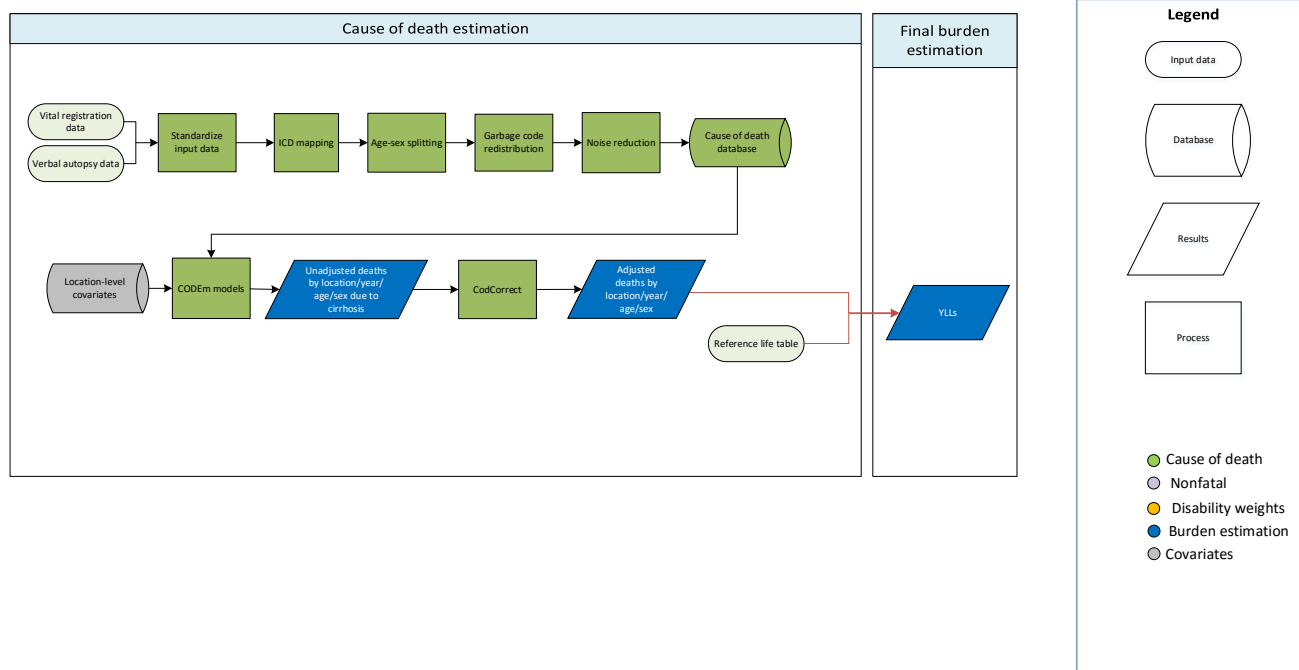 Cause of death estimation
Final burden
estimation
Legend
Input data
Vital registration
data
Verbal autopsy data
Standardize
input data
ICD mapping
Age-sex splitting
Garbage code
redistribution
Noise reduction
Cause of death
database
Database
Location-level
covariates
CODEm models
Unadjusted deaths
by location/year/
age/sex due to
cirrhosis
CodCorrect
Adjusted
deaths by
location/year/
age/sex
Reference life table
YLLs
Results
Process
Cause of death
Nonfatal
Disability weights
Burden estimation
Covariates